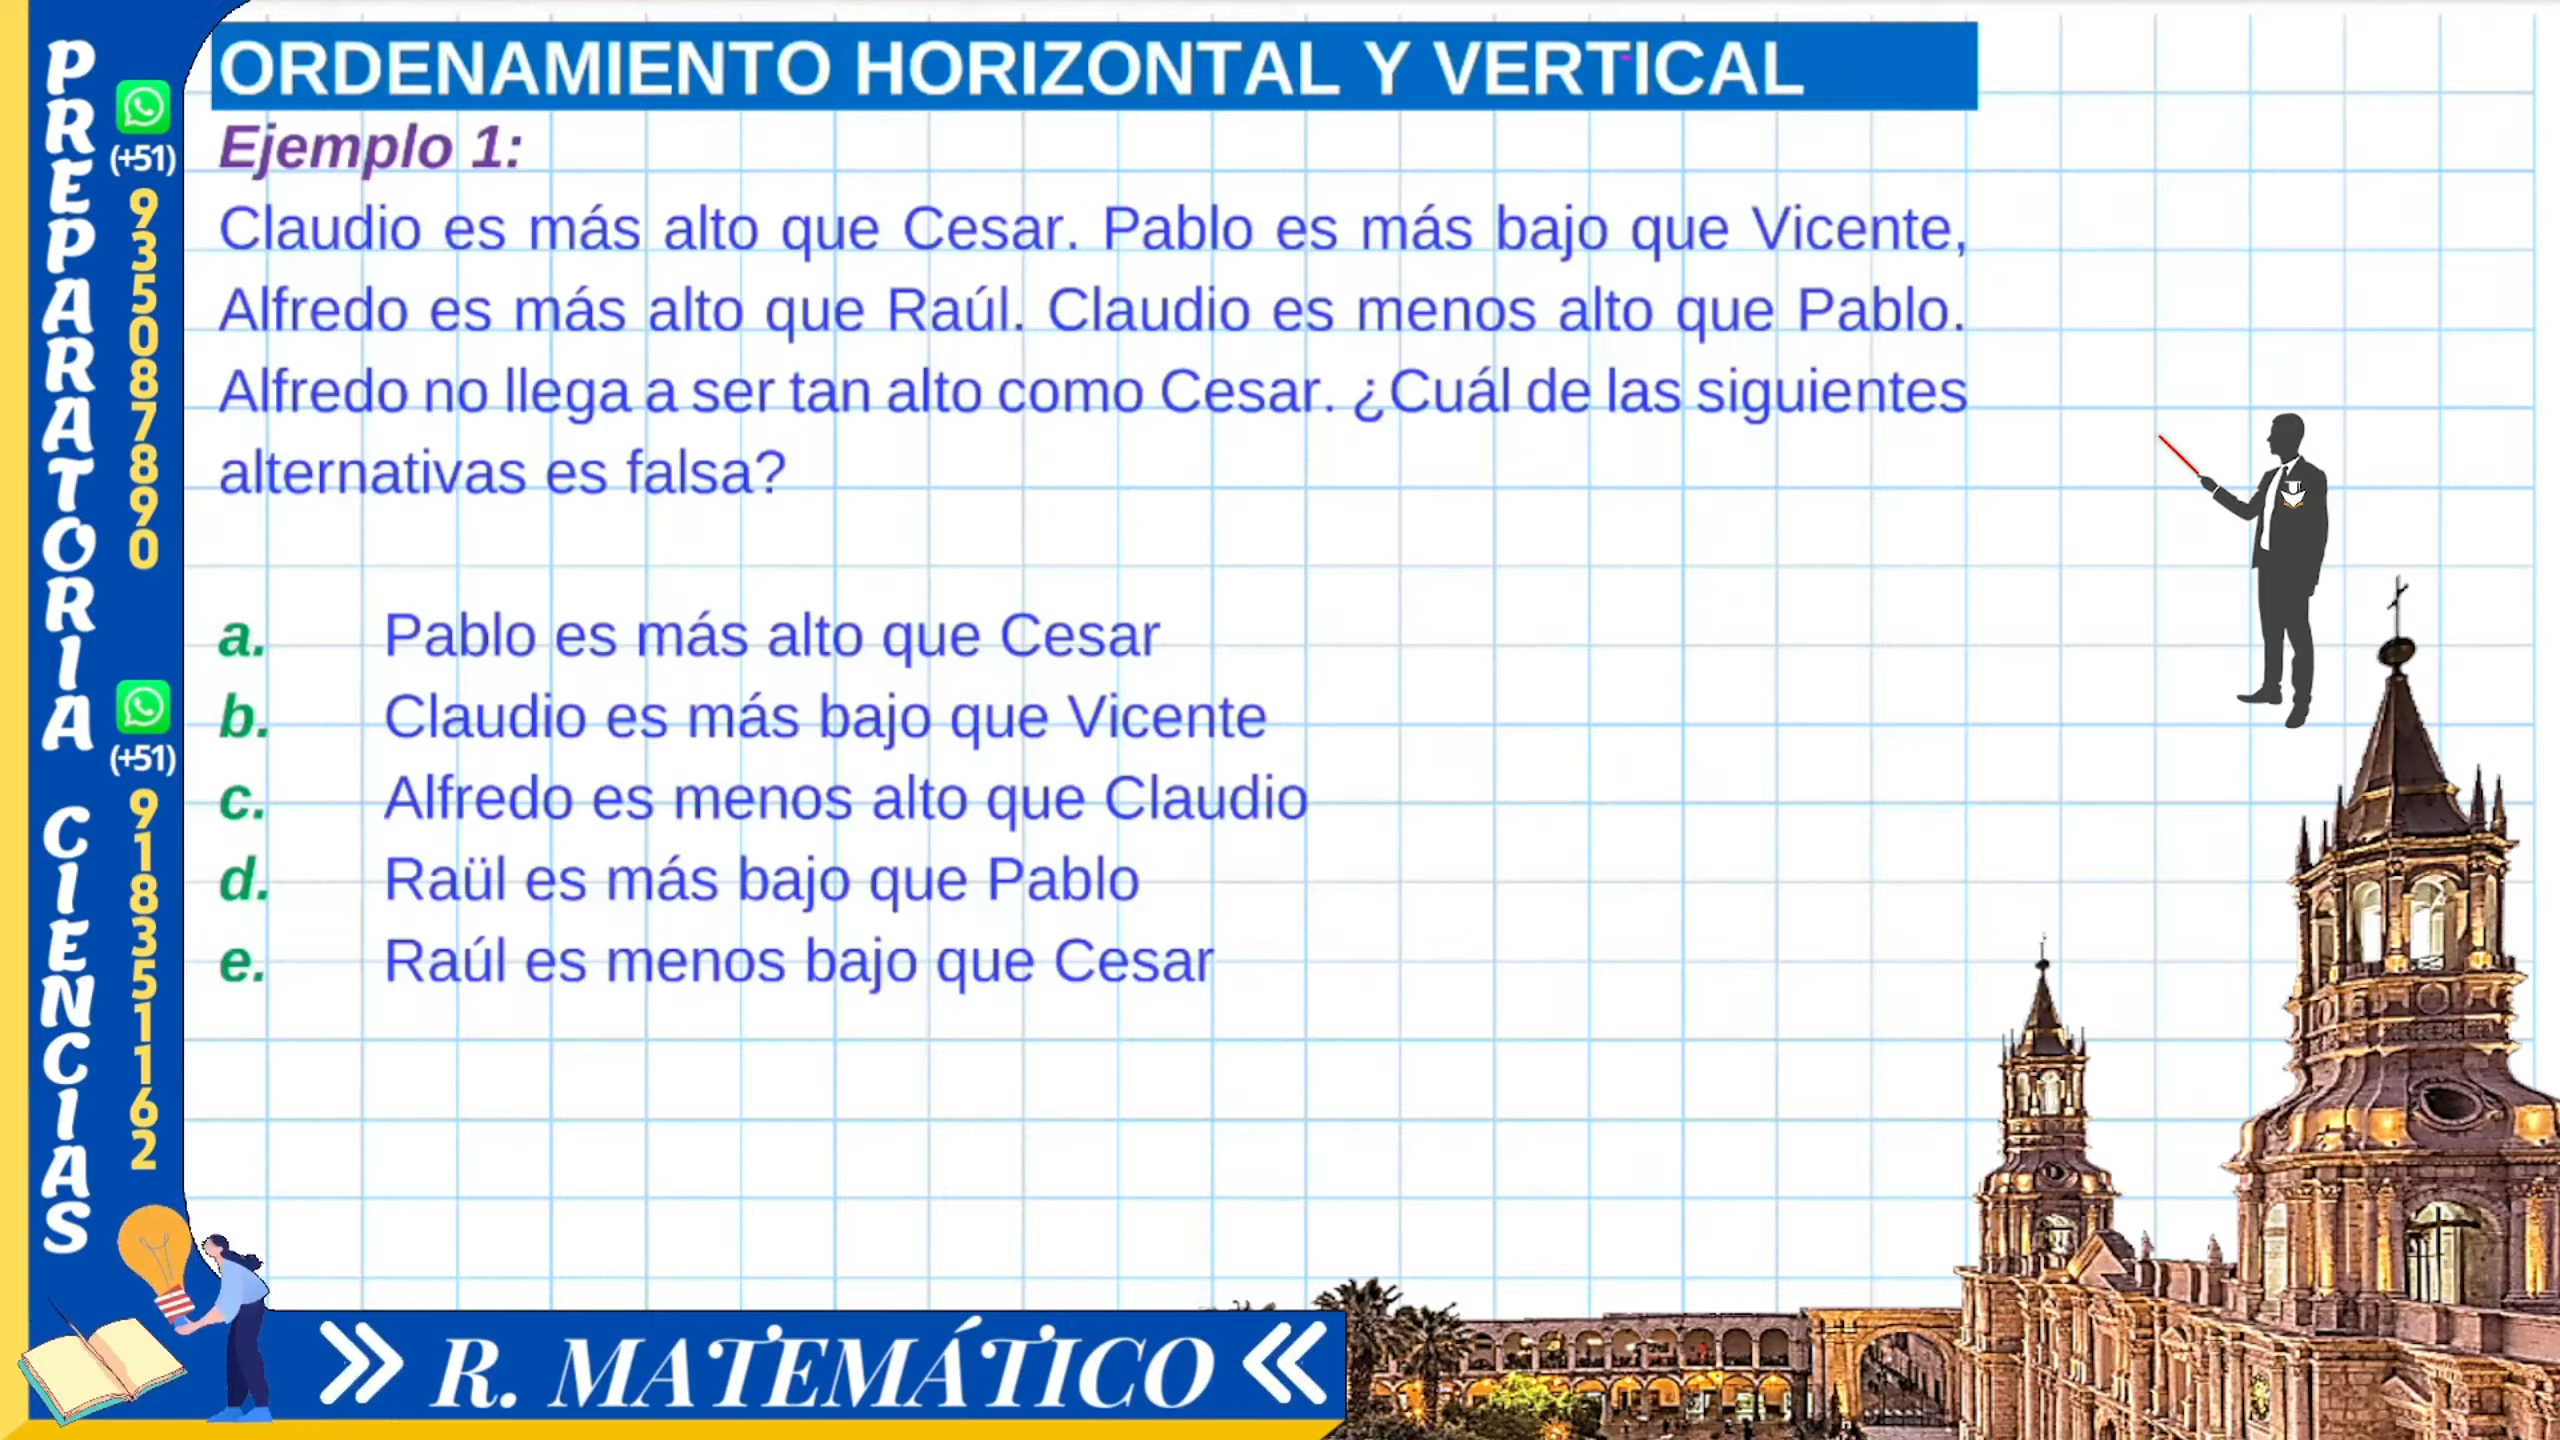 ORDENAMIENTO HORIZONTAL Y VERTICAL
Ejemplo 1:
Claudio es más alto que Cesar. Pablo es más bajo que Vicente,
Alfredo es más alto que Raúl. Claudio es menos alto que Pablo.
Alfredo no llega a ser tan alto como Cesar. ¿Cuál de las siguientes
alternativas es falsa?
a. Pablo es más alto que Cesar
b. Claudio es más bajo que Vicente
c. Alfredo es menos alto que Claudio
d. Raül es más bajo que Pablo
e. Raúl es menos bajo que Cesar
PREPARATORIA CIENCIAS
(+51)
935087890
(+51)
918351162
R. MATEMÁTICO